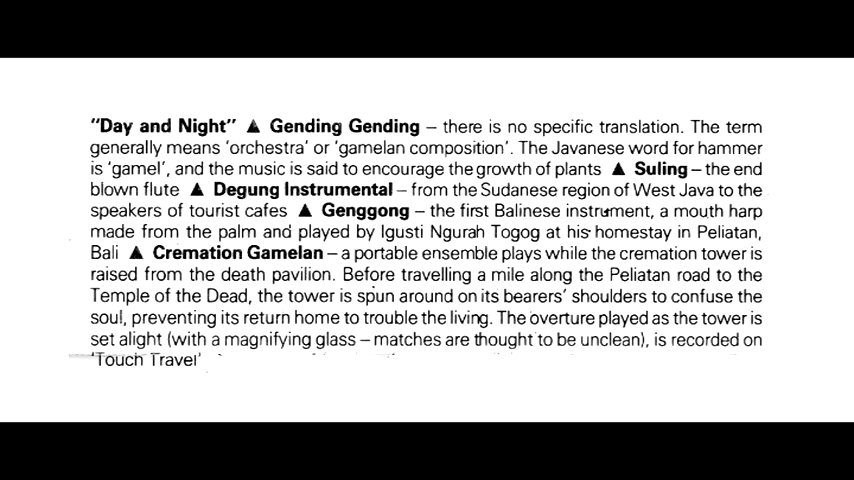 "Day and Night" ▲ Gending Gending – there is no specific translation. The term
generally means 'orchestra' or 'gamelan composition'. The Javanese word for hammer
is 'gamel', and the music is said to encourage the growth of plants ▲ Suling – the end
blown flute ▲ Degung Instrumental – from the Sudanese region of West Java to the
speakers of tourist cafes ▲ Genggong – the first Balinese instrument, a mouth harp
made from the palm and played by Igusti Ngurah Togog at his homestay in Peliatan,
Bali ▲ Cremation Gamelan – a portable ensemble plays while the cremation tower is
raised from the death pavilion. Before travelling a mile along the Peliatan road to the
Temple of the Dead, the tower is spun around on its bearers' shoulders to confuse the
soul, preventing its return home to trouble the living. The overture played as the tower is
set alight (with a magnifying glass – matches are thought to be unclean), is recorded on
'Touch Travel'